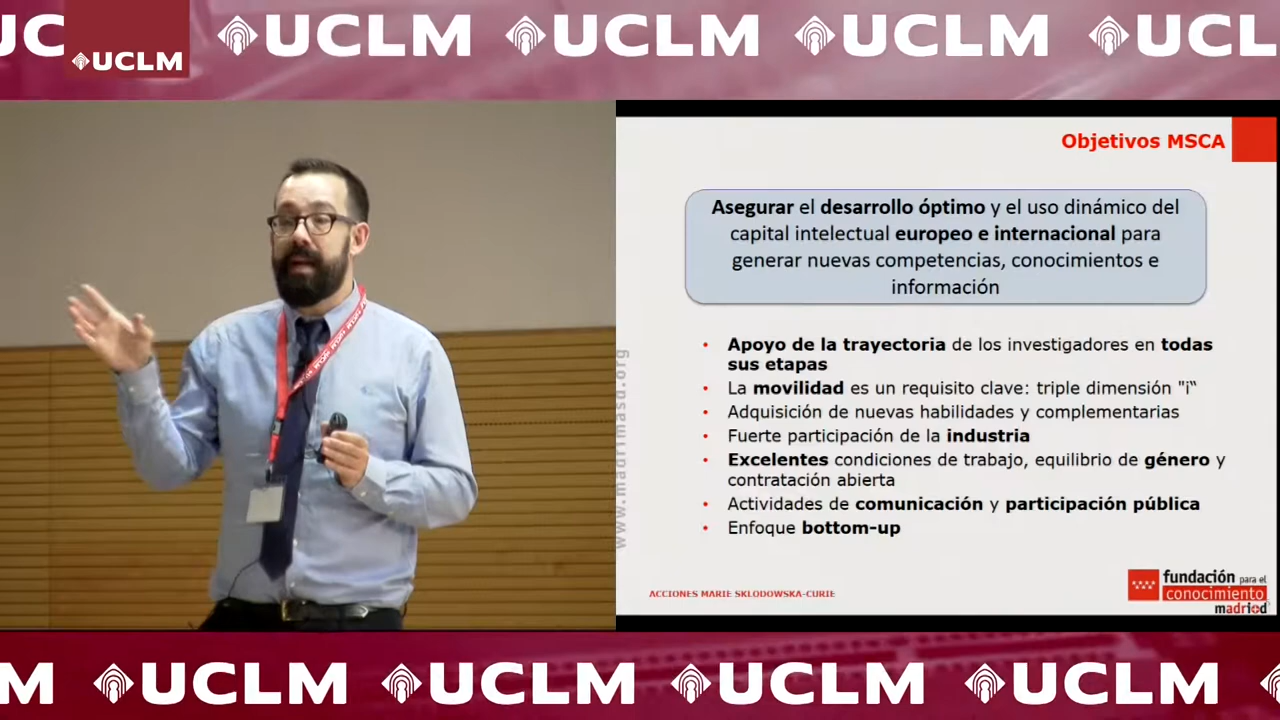 UC
UCLM
UCLM
UCLM
UCLM
UCL
Objetivos MSCA
Asegurar el desarrollo óptimo y el uso dinámico del
capital intelectual europeo e internacional para
generar nuevas competencias, conocimientos e
información
• Apoyo de la trayectoria de los investigadores en todas
sus etapas
• La movilidad es un requisito clave: triple dimensión "i“
• Adquisición de nuevas habilidades y complementarias
• Fuerte participación de la industria
• Excelentes condiciones de trabajo, equilibrio de género y
contratación abierta
• Actividades de comunicación y participación pública
• Enfoque bottom-up
www.madrimasd.org
ACCIONES MARIE SKLODOWSKA-CURIE
fundación para el
conocimiento
madri+d
M
UCLM
UCLM
UCLM
UCLM